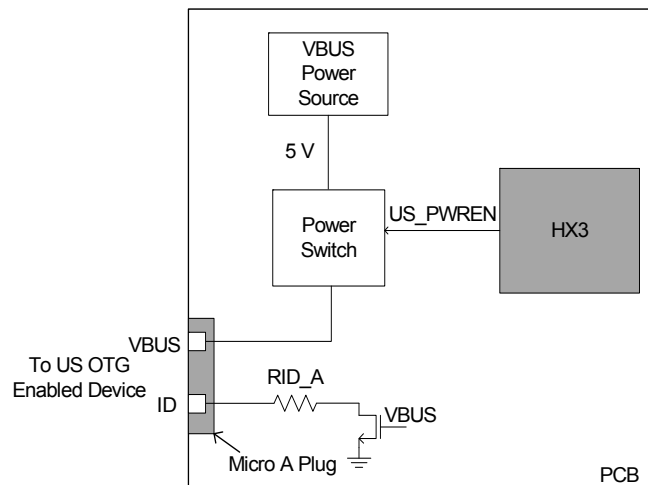 VBUS
Power
Source
5 V
US_PWREN
Power
Switch
HX3
VBUS
To US OTG
Enabled Device
RID_A
ID
VBUS
Micro A Plug
PCB